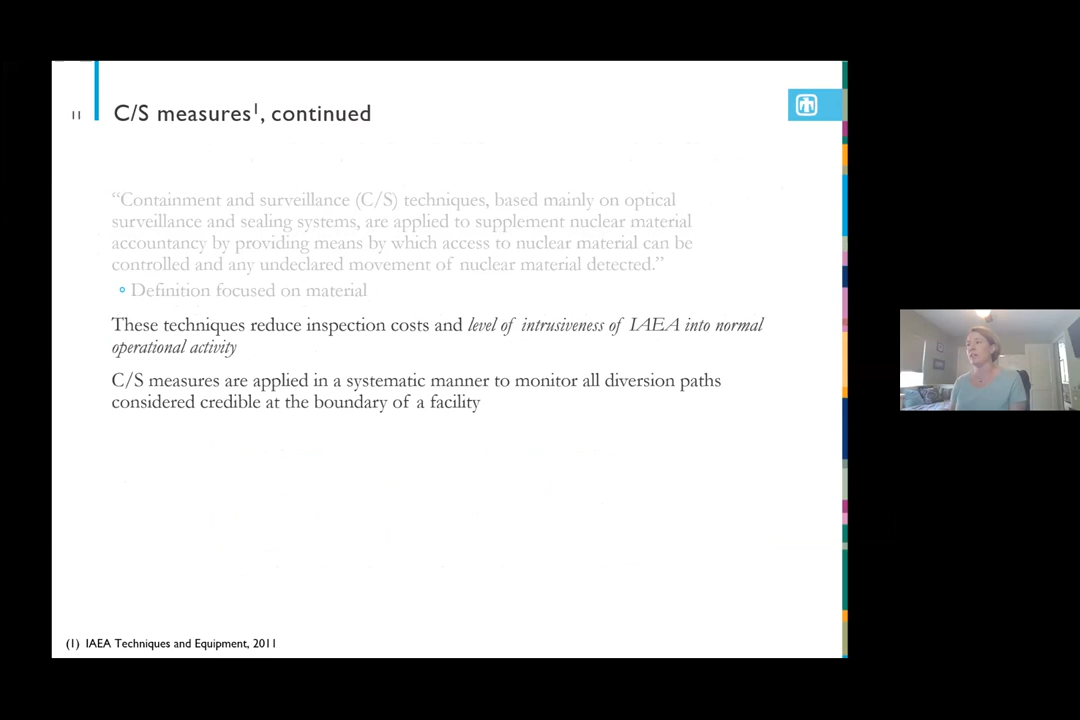 11
C/S measures¹, continued
“Containment and surveillance (C/S) techniques, based mainly on optical
surveillance and sealing systems, are applied to supplement nuclear material
accountancy by providing means by which access to nuclear material can be
controlled and any undeclared movement of nuclear material detected.”
Definition focused on material
These techniques reduce inspection costs and level of intrusiveness of IAEA into normal
operational activity
C/S measures are applied in a systematic manner to monitor all diversion paths
considered credible at the boundary of a facility
(1) IAEA Techniques and Equipment, 2011